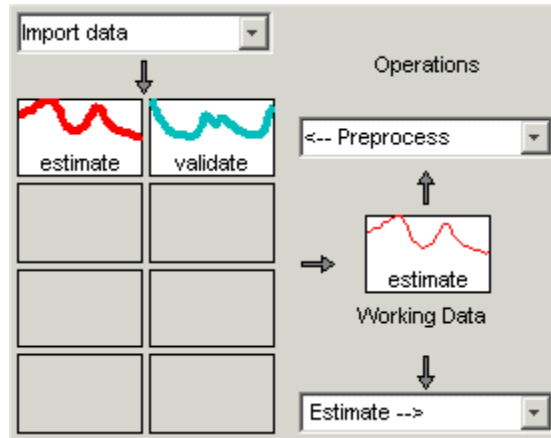 Import data
Operations
estimate
validate
<-- Preprocess
estimate
Working Data
Estimate -->